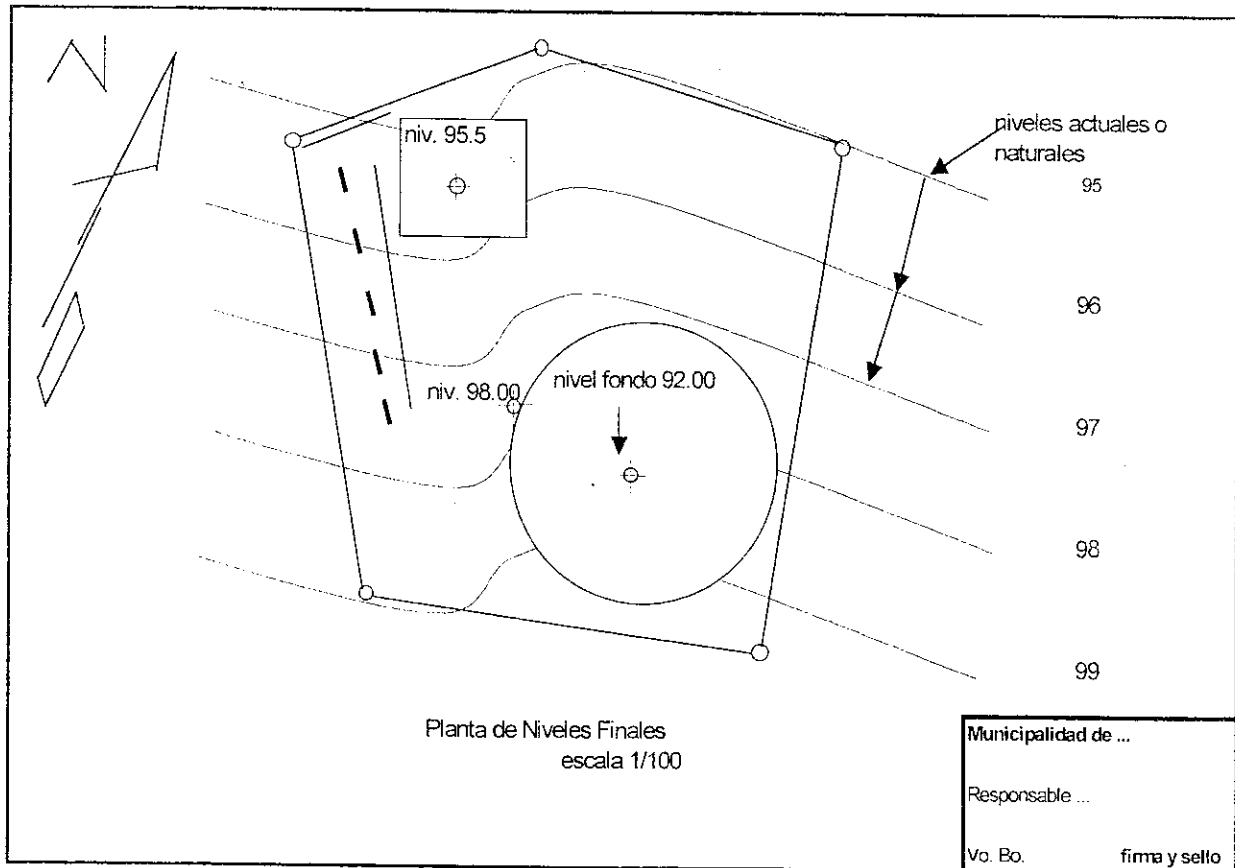 N
niv. 95.5
niveles actuales o
naturales
95
96
niv. 98.00
nivel fondo 92.00
97
98
99
Planta de Niveles Finales
escala 1/100
Municipalidad de ...
Responsable ...
Vo. Bo. firma y sello